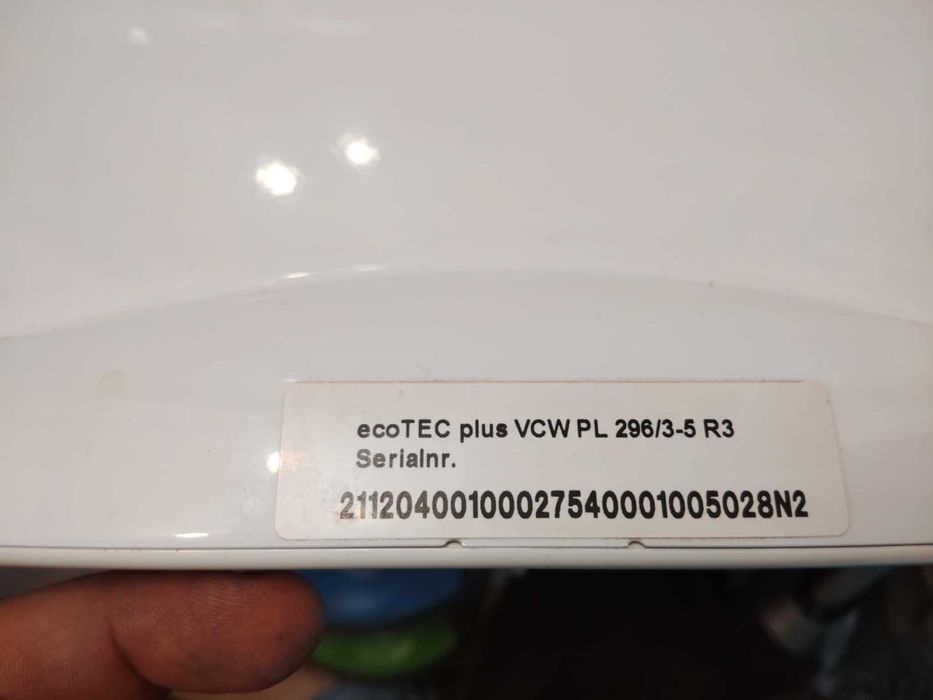 ecoTEC plus VCW PL 296/3-5 R3
Serialnr.
21120400100027540001005028N2